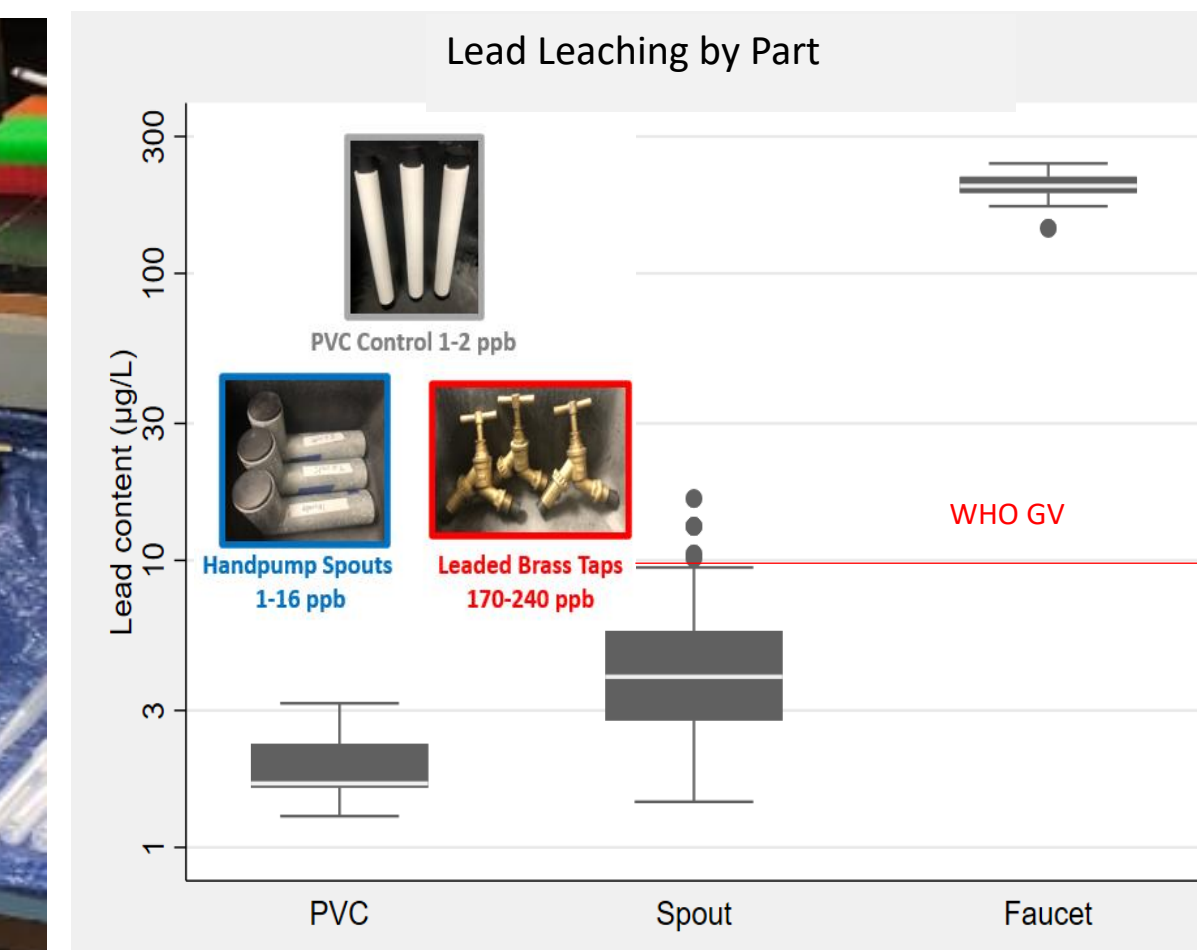 Lead Leaching by Part
Lead content (µg/L)
300
100
30
10
3
1
PVC Control 1-2 ppb
Handpump Spouts
1-16 ppb
Leaded Brass Taps
170-240 ppb
WHO GV
PVC
Spout
Faucet